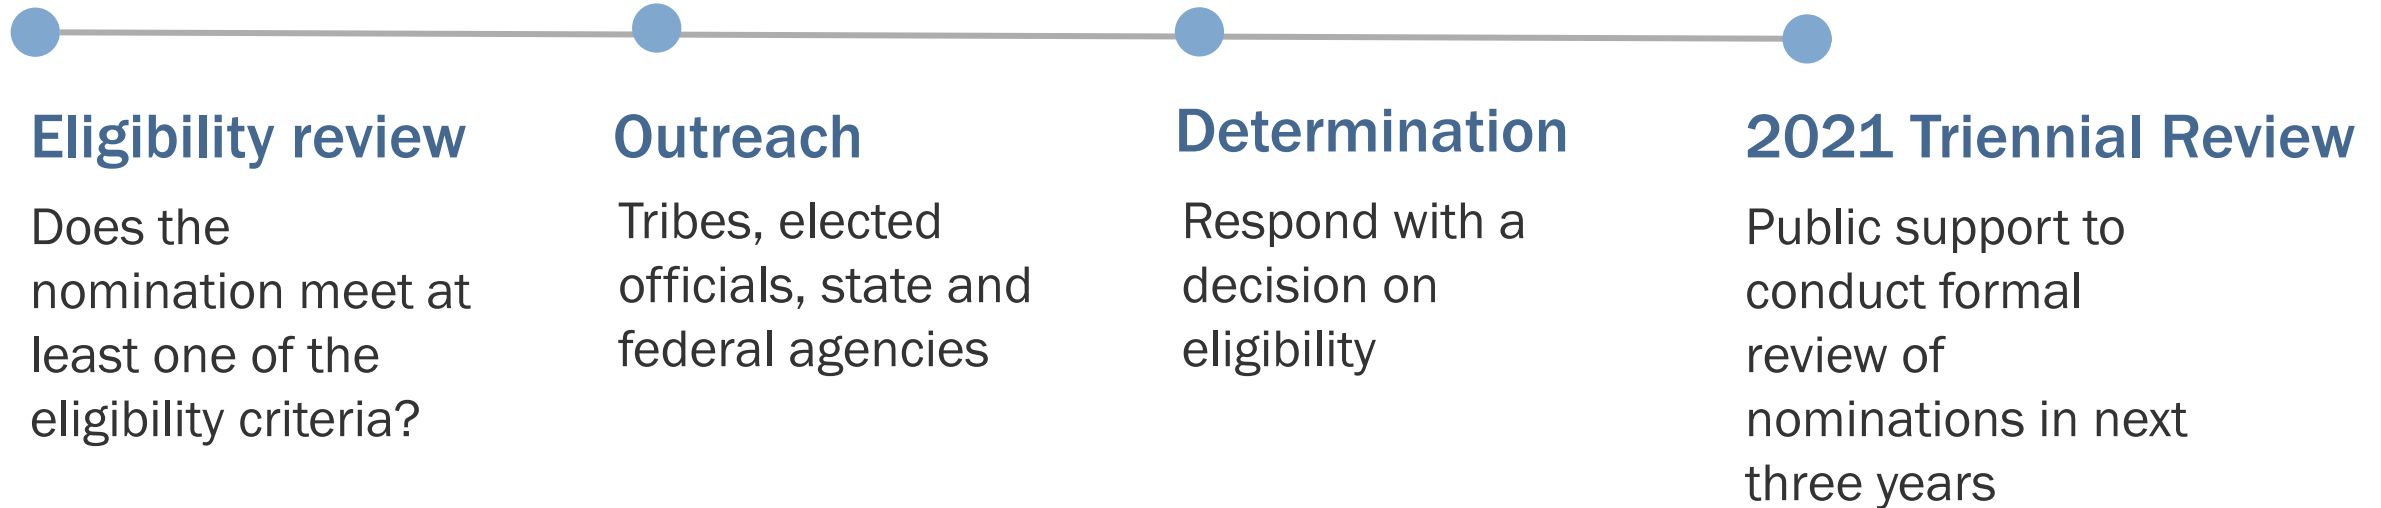 Eligibility review
Does the
nomination meet at
least one of the
eligibility criteria?
Outreach
Tribes, elected
officials, state and
federal agencies
Determination
Respond with a
decision on
eligibility
2021 Triennial Review
Public support to
conduct formal
review of
nominations in next
three years